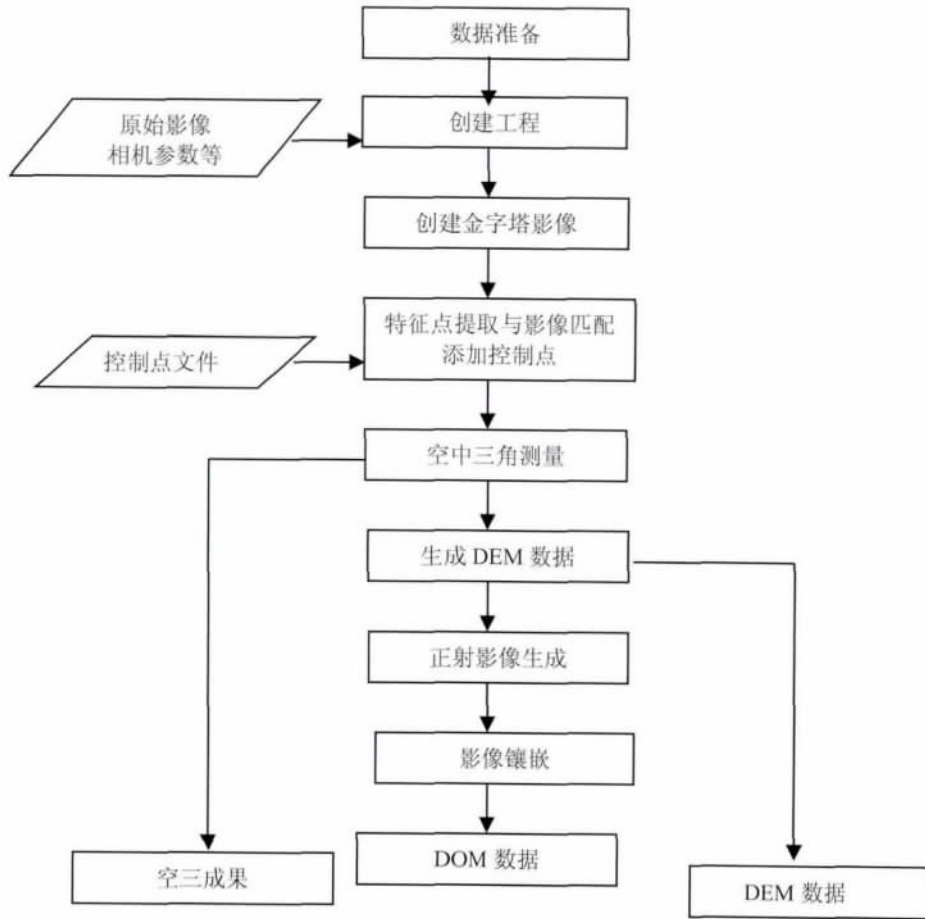 数据准备
原始影像
相机参数等
创建工程
创建金字塔影像
特征点提取与影像匹配
添加控制点
控制点文件
空中三角测量
生成 DEM 数据
正射影像生成
影像镶嵌
DOM 数据
空三成果
DEM 数据